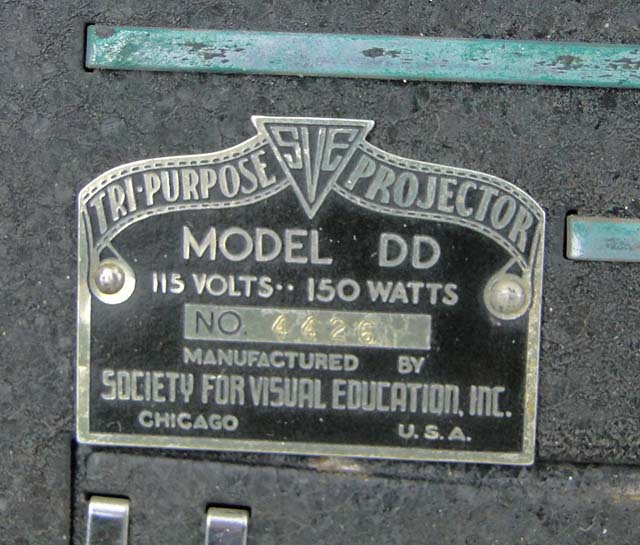 SVE
TRI-PURPOSE PROJECTOR
MODEL DD
115 VOLTS·· 150 WATTS
NO. 4426
MANUFACTURED BY
SOCIETY FOR VISUAL EDUCATION, INC.
CHICAGO U.S.A.